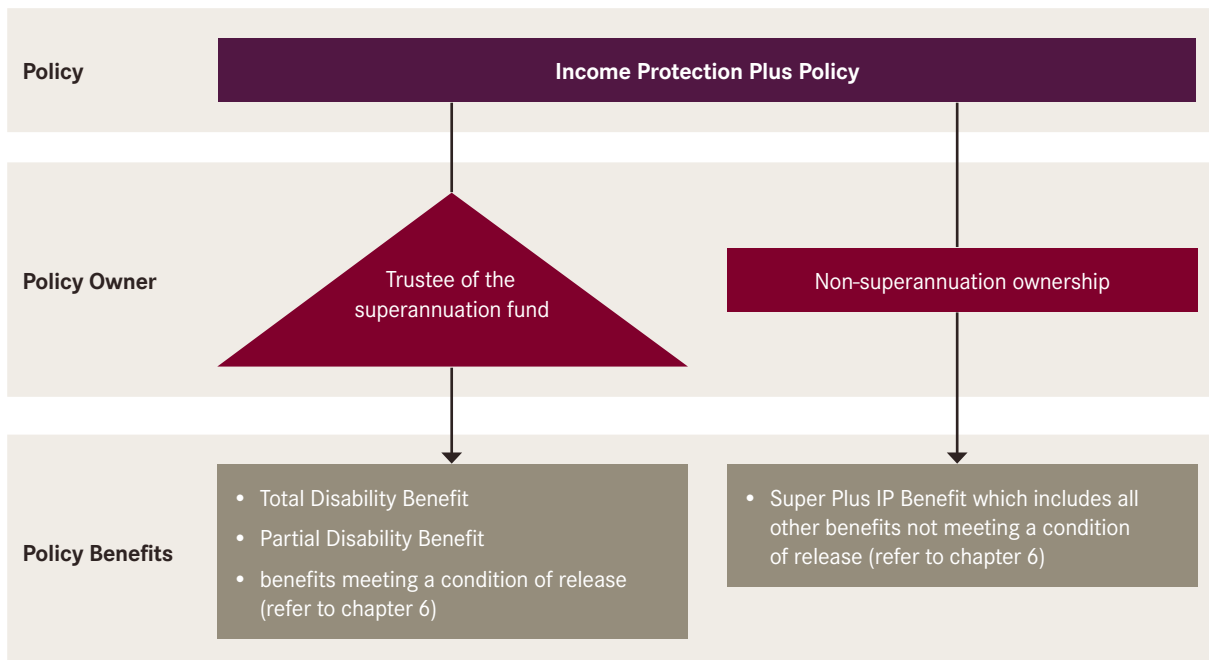 Policy
Income Protection Plus Policy
Policy Owner
Trustee of the
superannuation fund
Non-superannuation ownership
Policy Benefits
• Total Disability Benefit
• Partial Disability Benefit
• benefits meeting a condition of release
(refer to chapter 6)
• Super Plus IP Benefit which includes all
other benefits not meeting a condition
of release (refer to chapter 6)